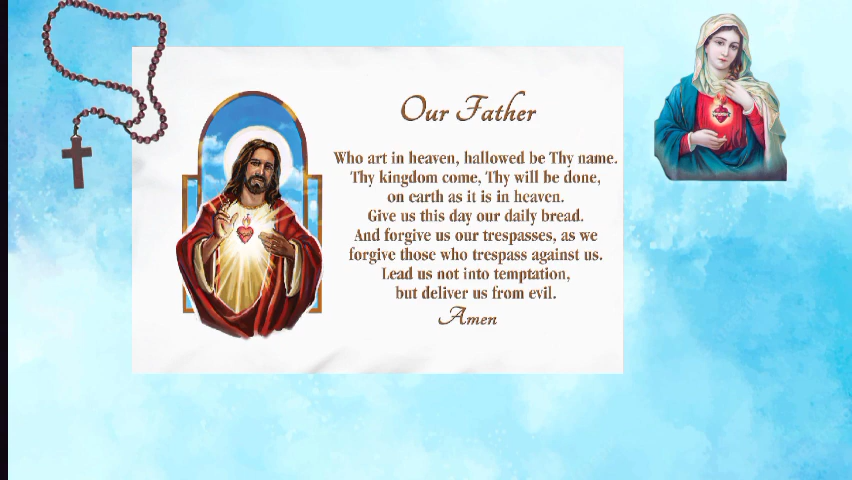 Our Father
Who art in heaven, hallowed be Thy name.
Thy kingdom come, Thy will be done,
on earth as it is in heaven.
Give us this day our daily bread.
And forgive us our trespasses, as we
forgive those who trespass against us.
Lead us not into temptation,
but deliver us from evil.
Amen